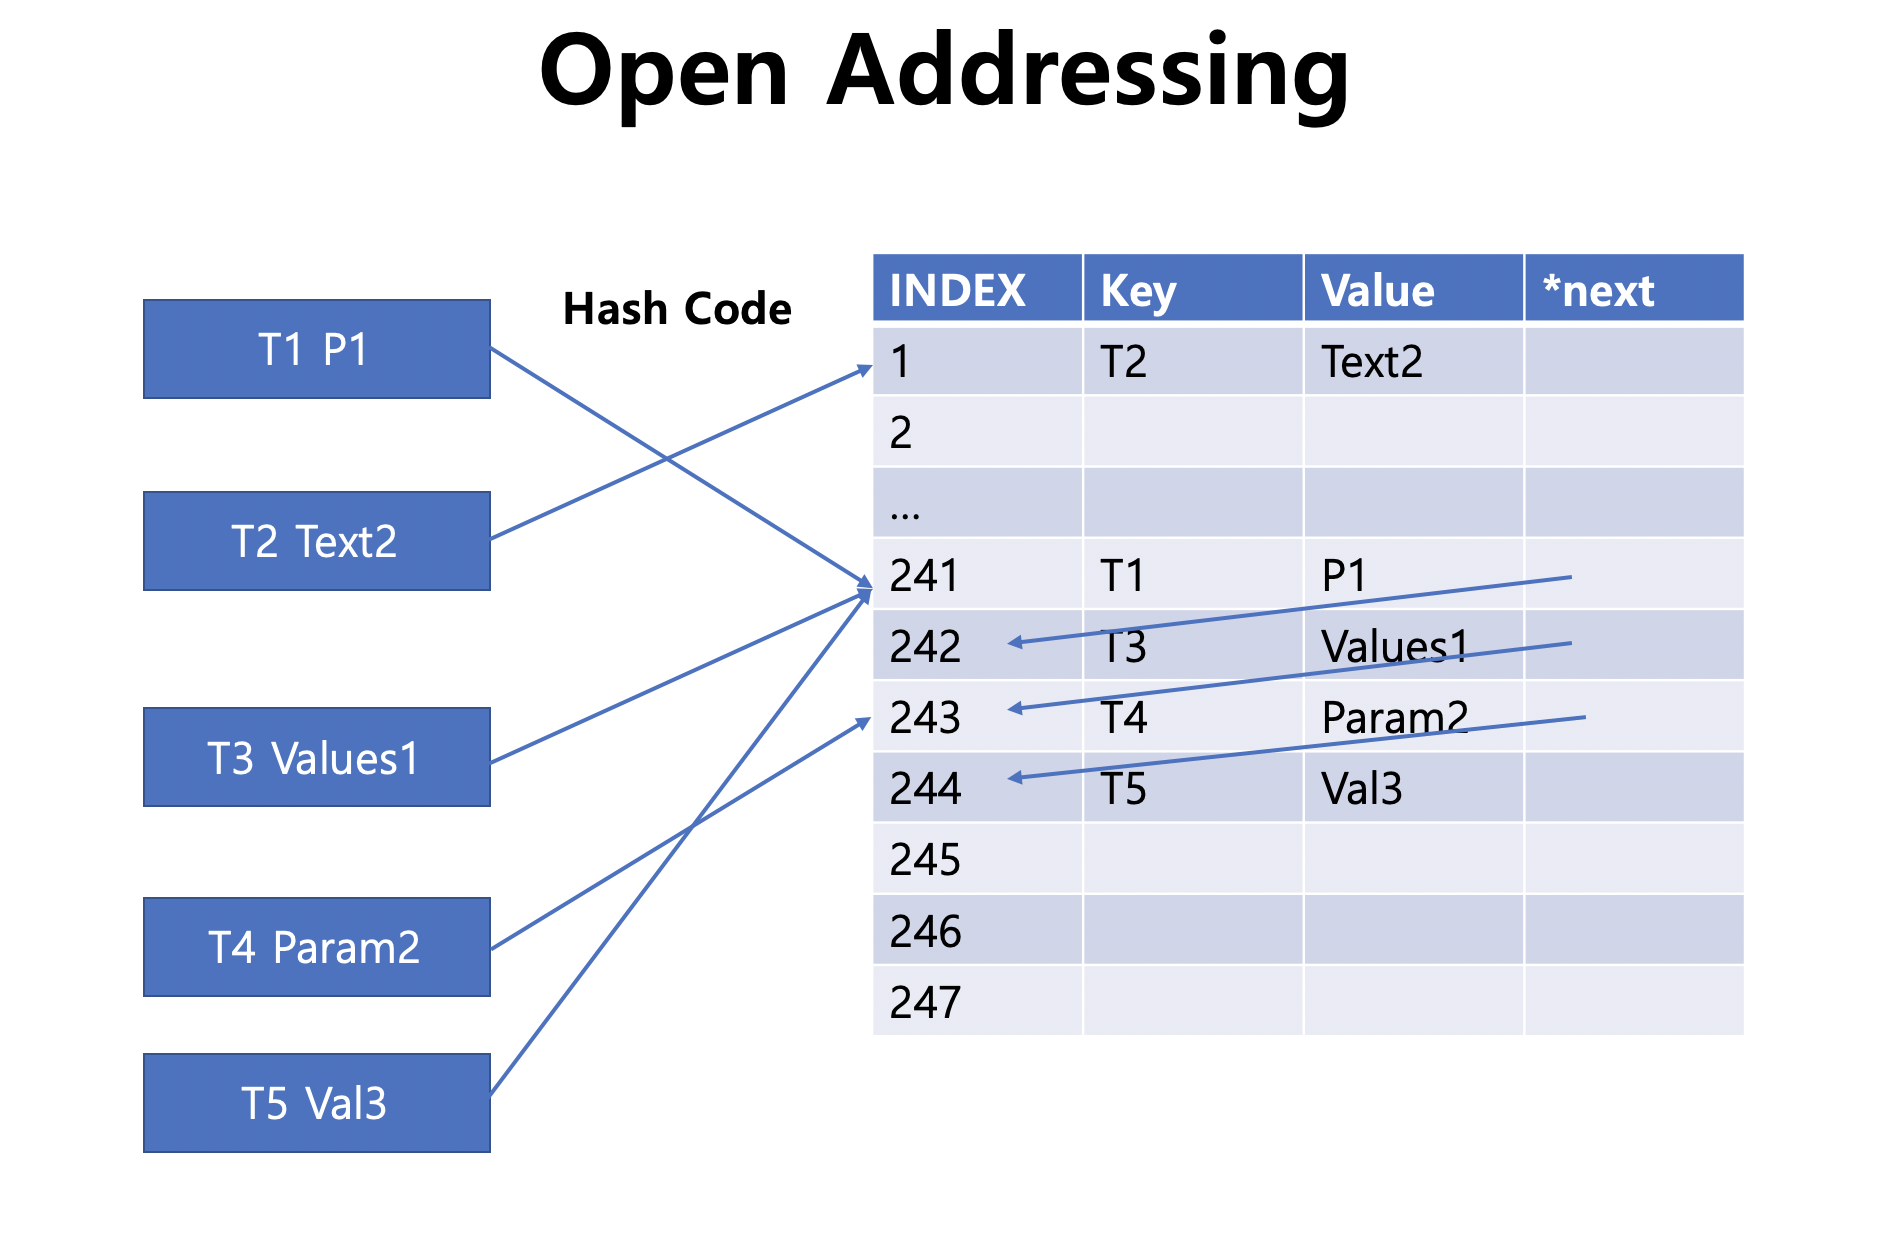 Open Addressing
Hash Code
T1 P1
T2 Text2
T3 Values1
T4 Param2
T5 Val3
INDEX Key Value *next
1 T2 Text2
2
...
241 T1 P1
242 T3 Values1
243 T4 Param2
244 T5 Val3
245
246
247